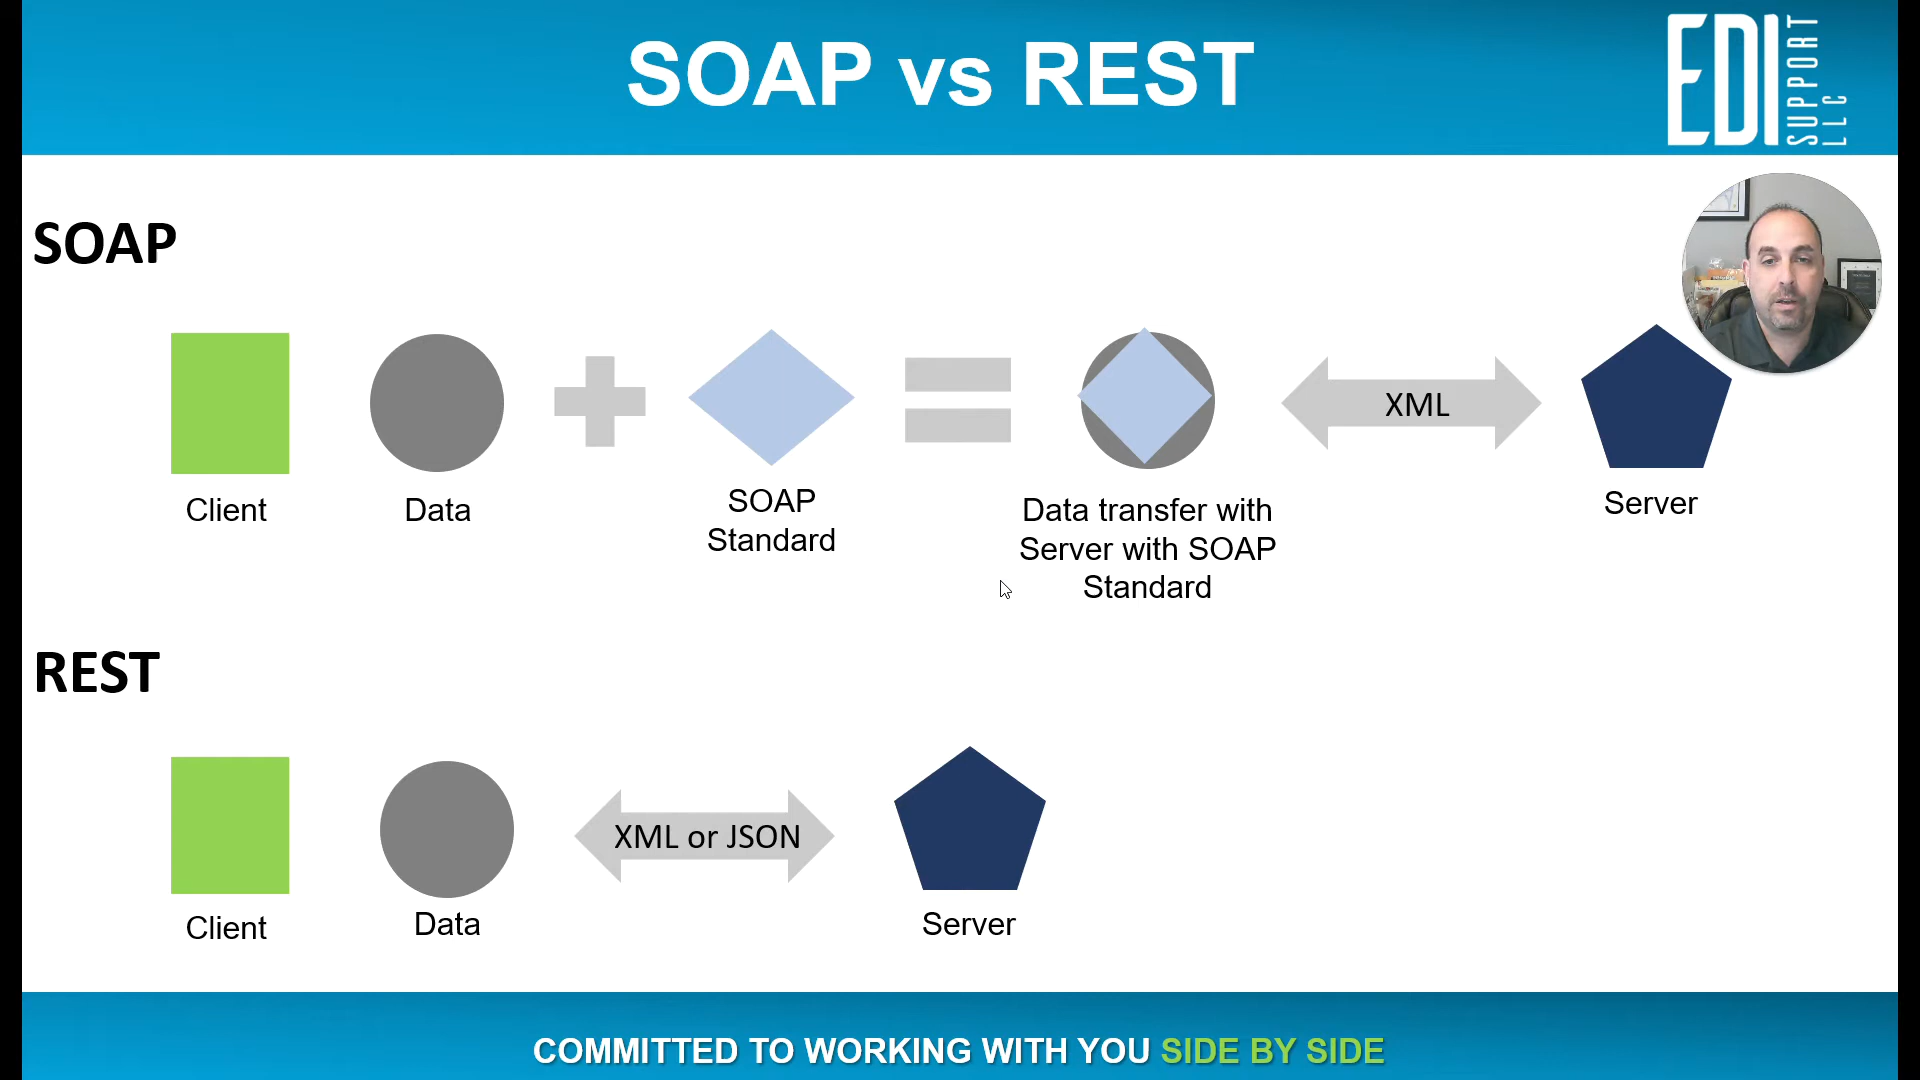 SOAP vs REST
EDI
SUPPORT
LLC
SOAP
XML
Client
Data
SOAP
Standard
Data transfer with
Server with SOAP
Standard
Server
REST
XML or JSON
Client
Data
Server
COMMITTED TO WORKING WITH YOU SIDE BY SIDE